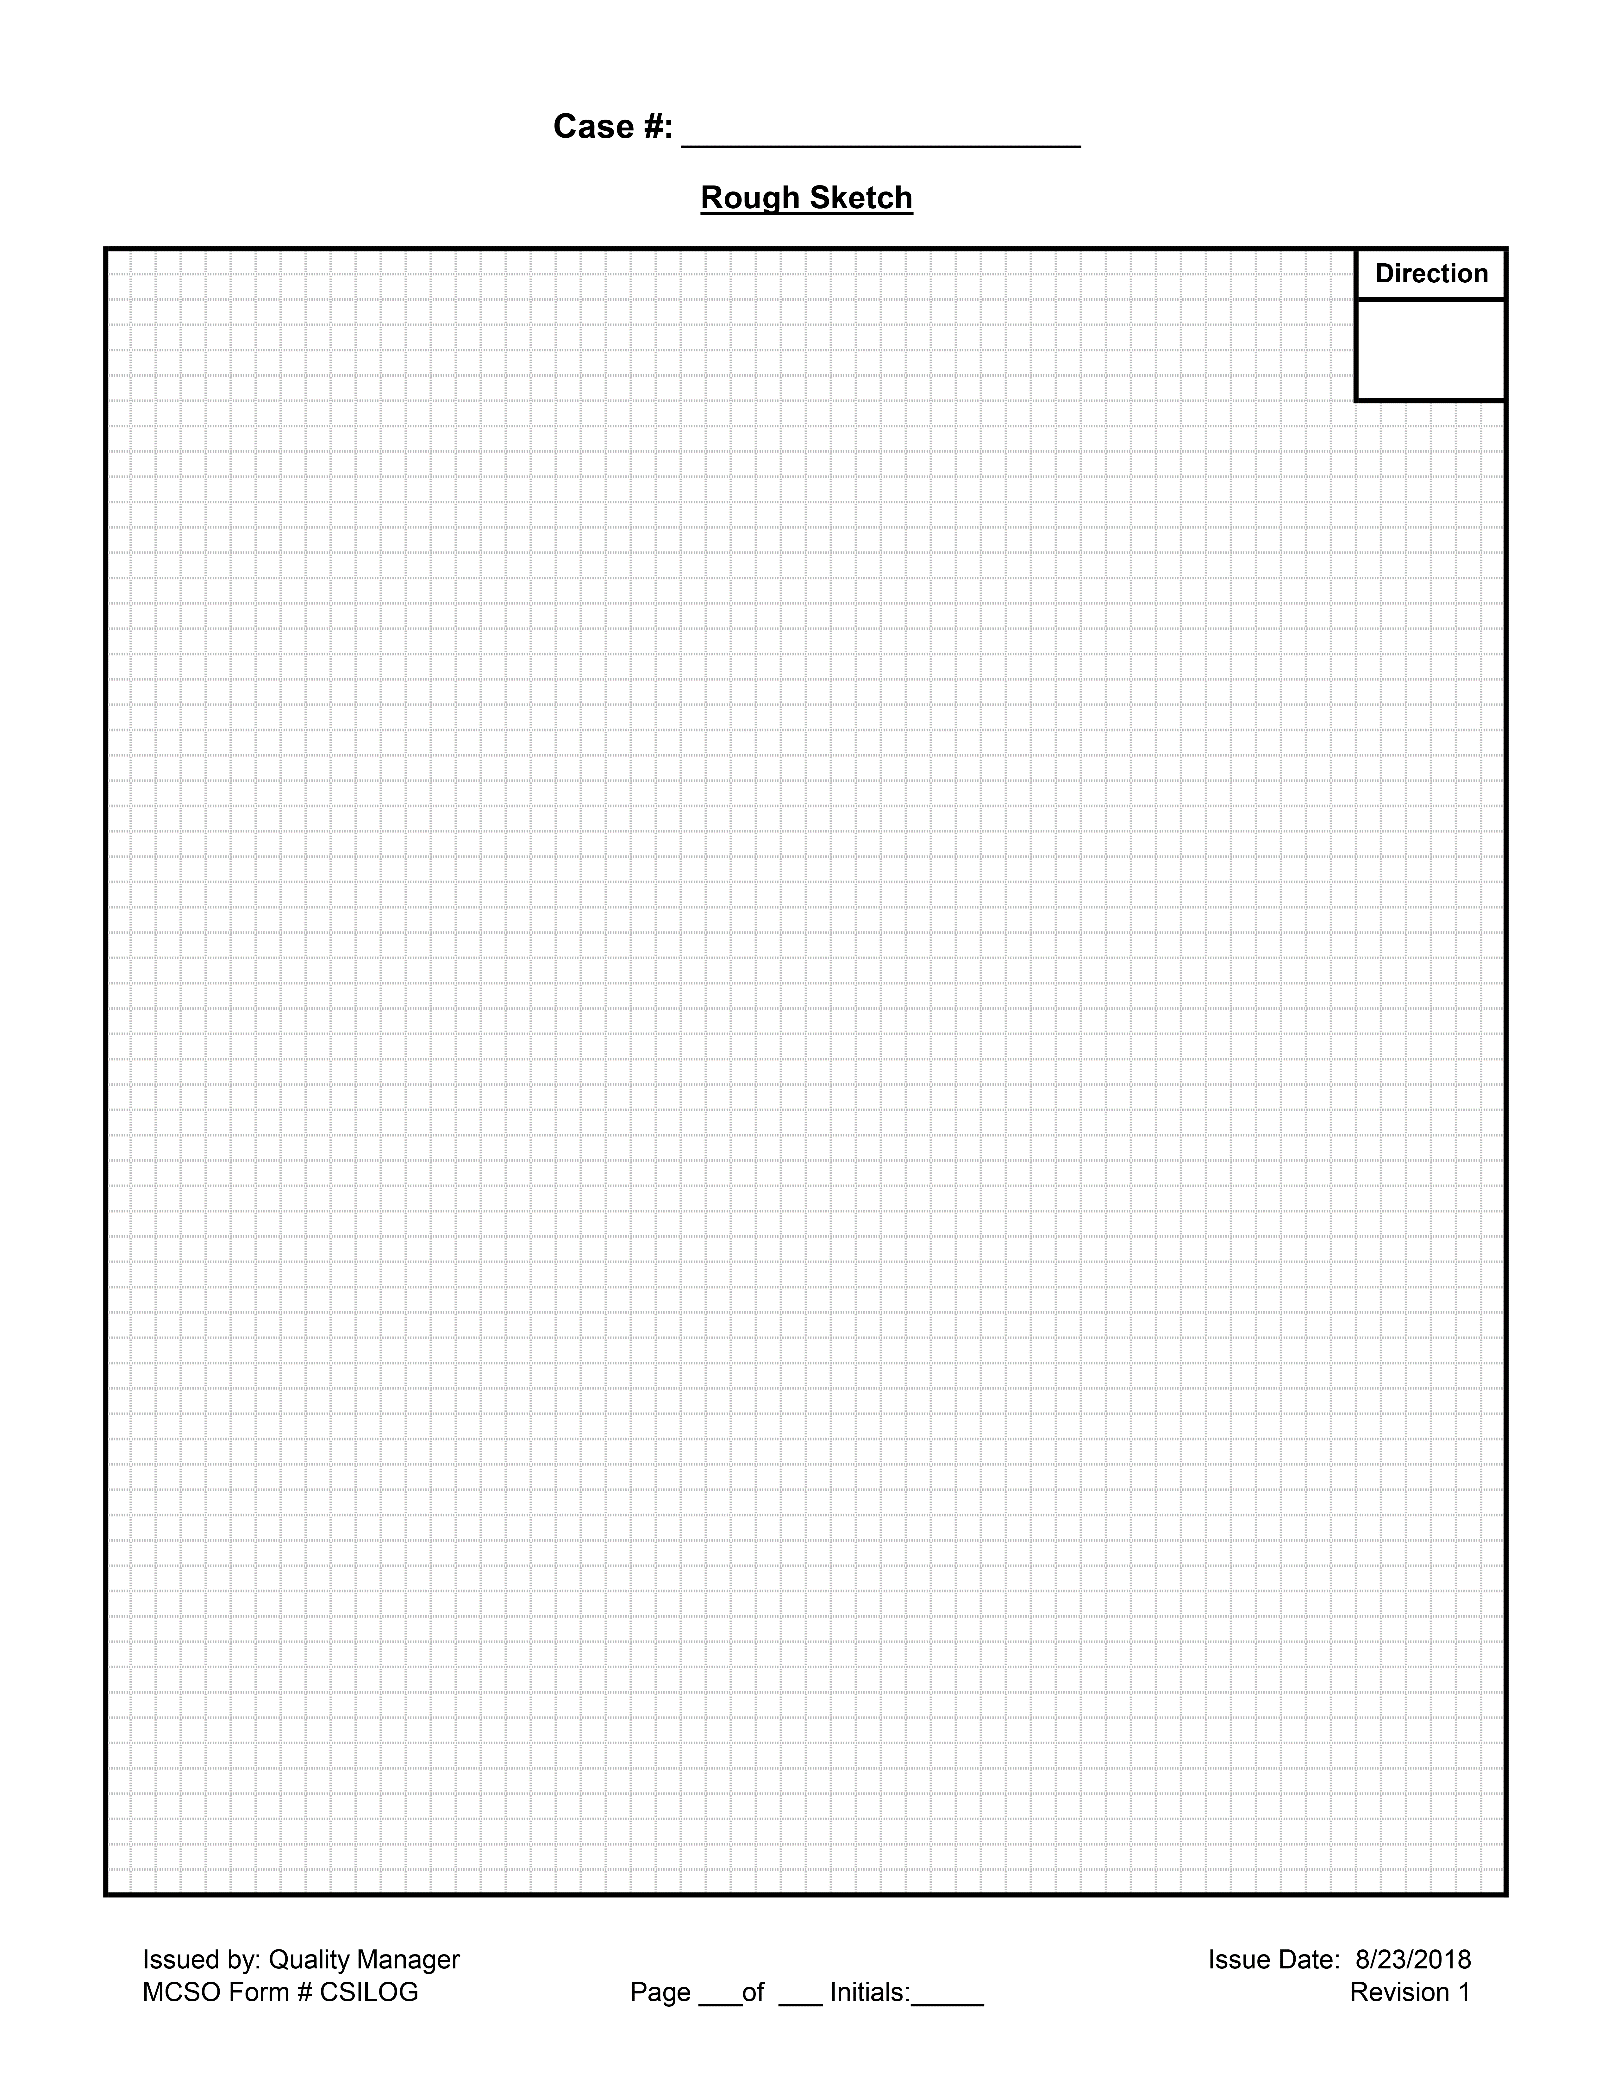 Case #: ______________________
Rough Sketch
Direction
Issued by: Quality Manager
Issue Date: 8/23/2018
MCSO Form # CSILOG
Page ___of ___ Initials:_____
Revision 1